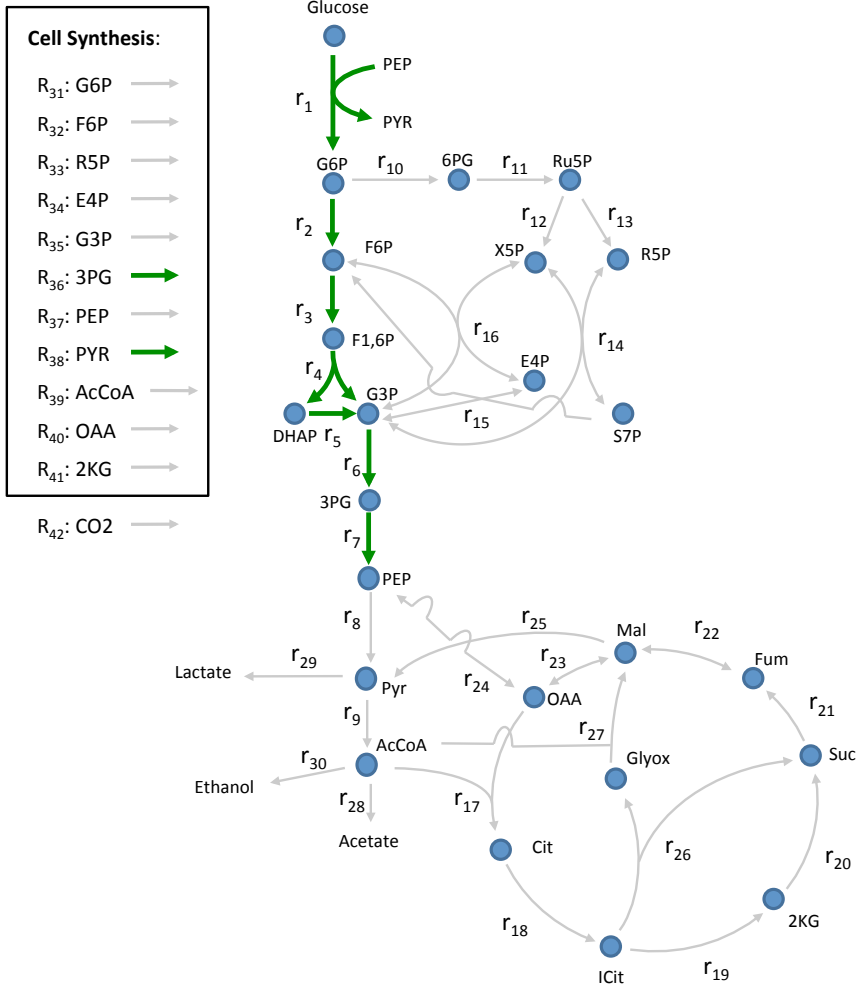 Glucose
Cell Synthesis:
R31: G6P
R32: F6P
R33: R5P
R34: E4P
R35: G3P
R36: 3PG
R37: PEP
R38: PYR
R39: AcCoA
R40: OAA
R41: 2KG
R42: CO2
PEP
r1
PYR
G6P
r10
6PG
r11
Ru5P
r2
r12
r13
F6P
X5P
R5P
r3
r16
r14
F1,6P
r4
E4P
G3P
DHAP
r5
r15
S7P
r6
3PG
r7
PEP
r8
r25
Mal
r22
Fum
Lactate
r29
Pyr
r24
r23
OAA
r21
r9
AcCoA
r27
Glyox
Suc
r30
Ethanol
r28
r17
Acetate
Cit
r26
r20
r18
2KG
ICit
r19